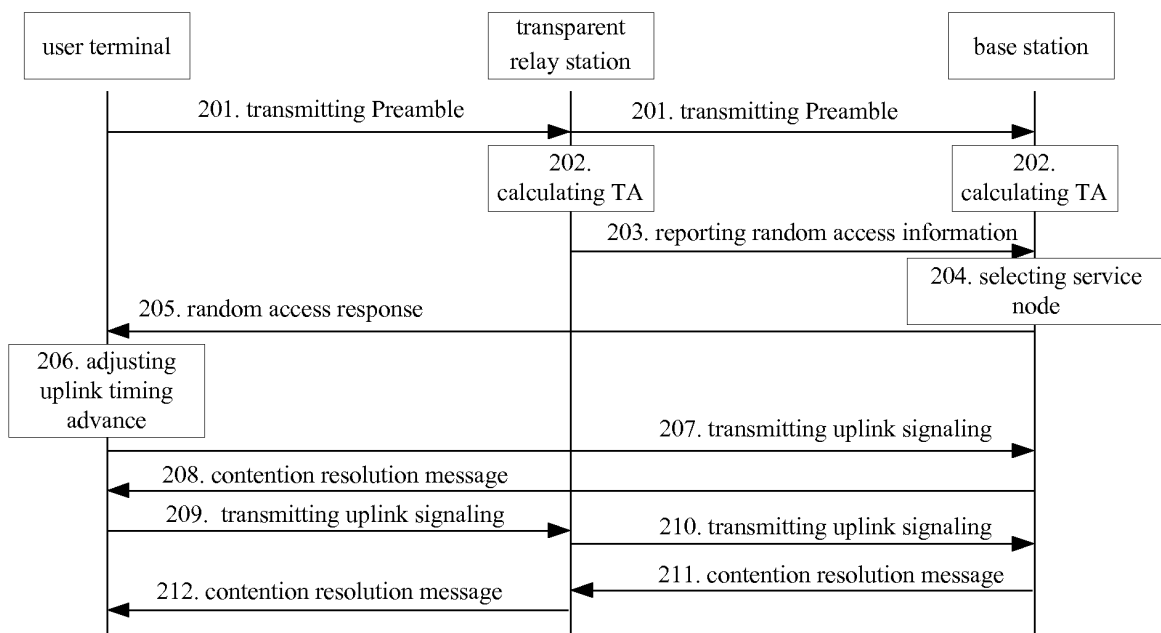 user terminal
transparent
relay station
base station
201. transmitting Preamble
201. transmitting Preamble
202.
calculating TA
202.
calculating TA
203. reporting random access information
204. selecting service
node
205. random access response
206. adjusting
uplink timing
advance
207. transmitting uplink signaling
208. contention resolution message
209. transmitting uplink signaling
210. transmitting uplink signaling
211. contention resolution message
212. contention resolution message